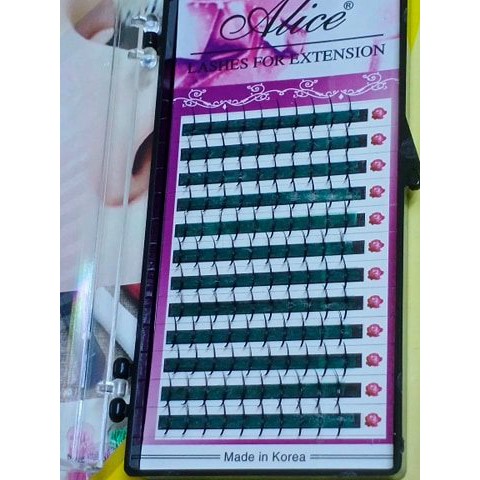 Alice®
LASHES FOR EXTENSION
Made in Korea